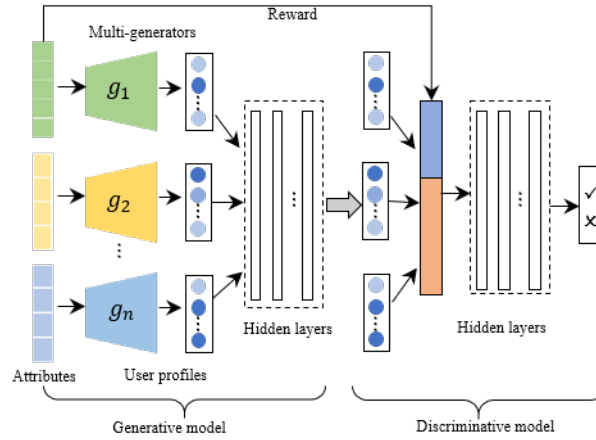 Reward
Multi-generators
g₁
g₂
...
gₙ
...
...
Hidden layers
Hidden layers
Attributes
User profiles
Generative model
Discriminative model